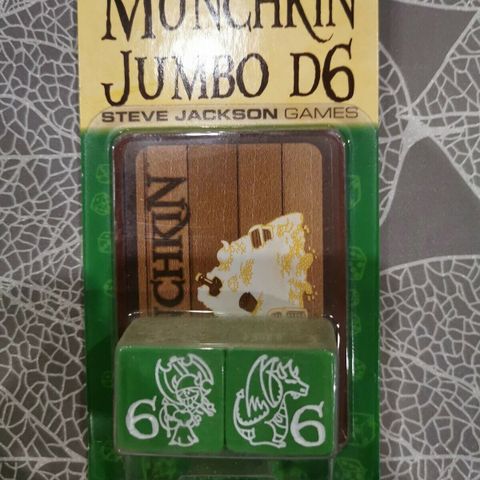 MUNCHKIN
JUMBO D6
STEVE JACKSON GAMES
MUNCHKIN
6
6